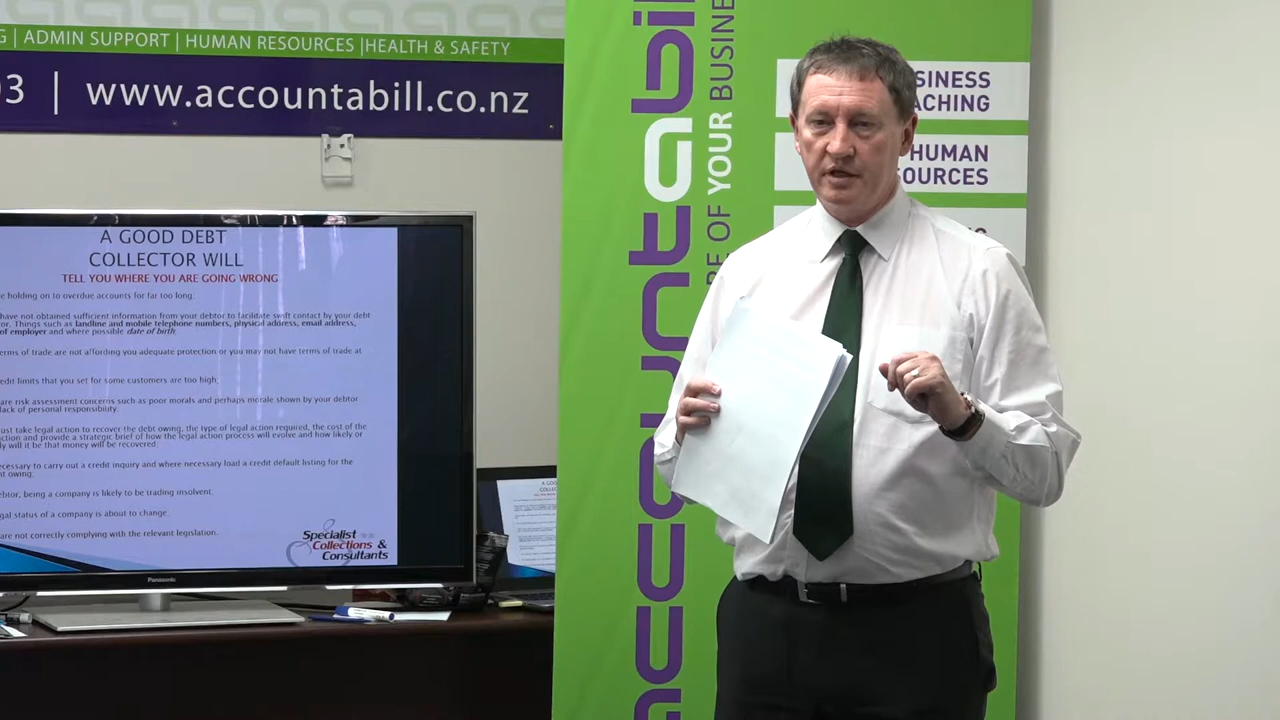 | ADMIN SUPPORT | HUMAN RESOURCES |HEALTH & SAFETY
03 | www.accountabill.co.nz
A GOOD DEBT
COLLECTOR WILL
TELL YOU WHERE YOU ARE GOING WRONG
holding on to overdue accounts for far too long;
have not obtained sufficient information from your debtor to facilitate swift contact by your debt
Things such as landline and mobile telephone numbers, physical address, email address,
of employer and where possible date of birth;
terms of trade are not affording you adequate protection or you may not have terms of trade at
limits that you set for some customers are too high;
are risk assessment concerns such as poor morals and perhaps morale shown by your debtor
lack of personal responsibility.
take legal action to recover the debt owing, the type of legal action required, the cost of the
and provide a strategic brief of how the legal action process will evolve and how likely or
will it be that money will be recovered;
to carry out a credit inquiry and where necessary load a credit default listing for the
owing;
being a company is likely to be trading insolvent.
status of a company is about to change.
are not correctly complying with the relevant legislation.
Specialist
Collections &
Consultants
Panasonic
A GOOD
accountabil
OF YOUR BUSINE
SINESS
ACHING
HUMAN
SOURCES